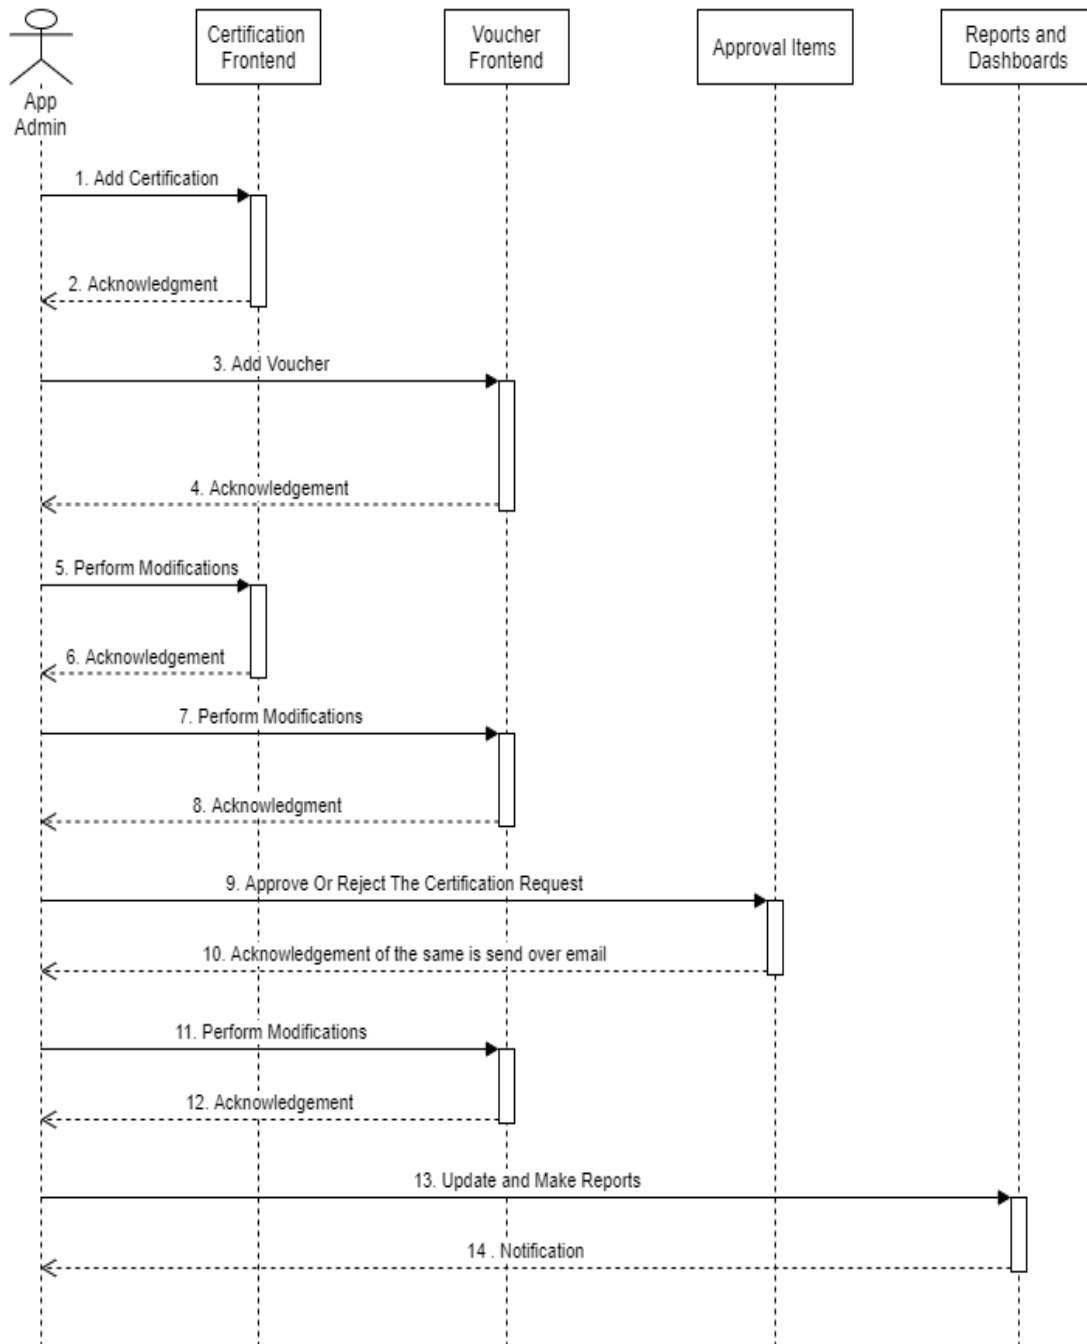 Certification
Frontend
Voucher
Frontend
Approval Items
Reports and
Dashboards
App
Admin
1. Add Certification
2. Acknowledgment
3. Add Voucher
4. Acknowledgement
5. Perform Modifications
6. Acknowledgement
7. Perform Modifications
8. Acknowledgment
9. Approve Or Reject The Certification Request
10. Acknowledgement of the same is send over email
11. Perform Modifications
12. Acknowledgement
13. Update and Make Reports
14 . Notification